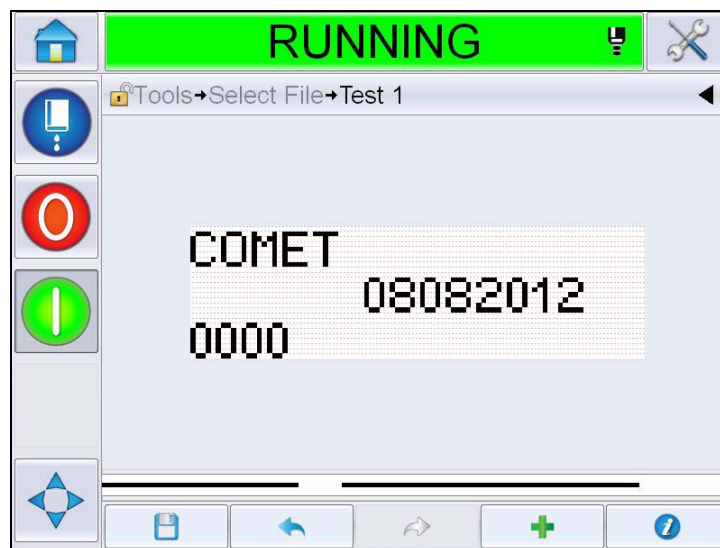 RUNNING
Tools→Select File→Test 1
COMET
08082012
0000